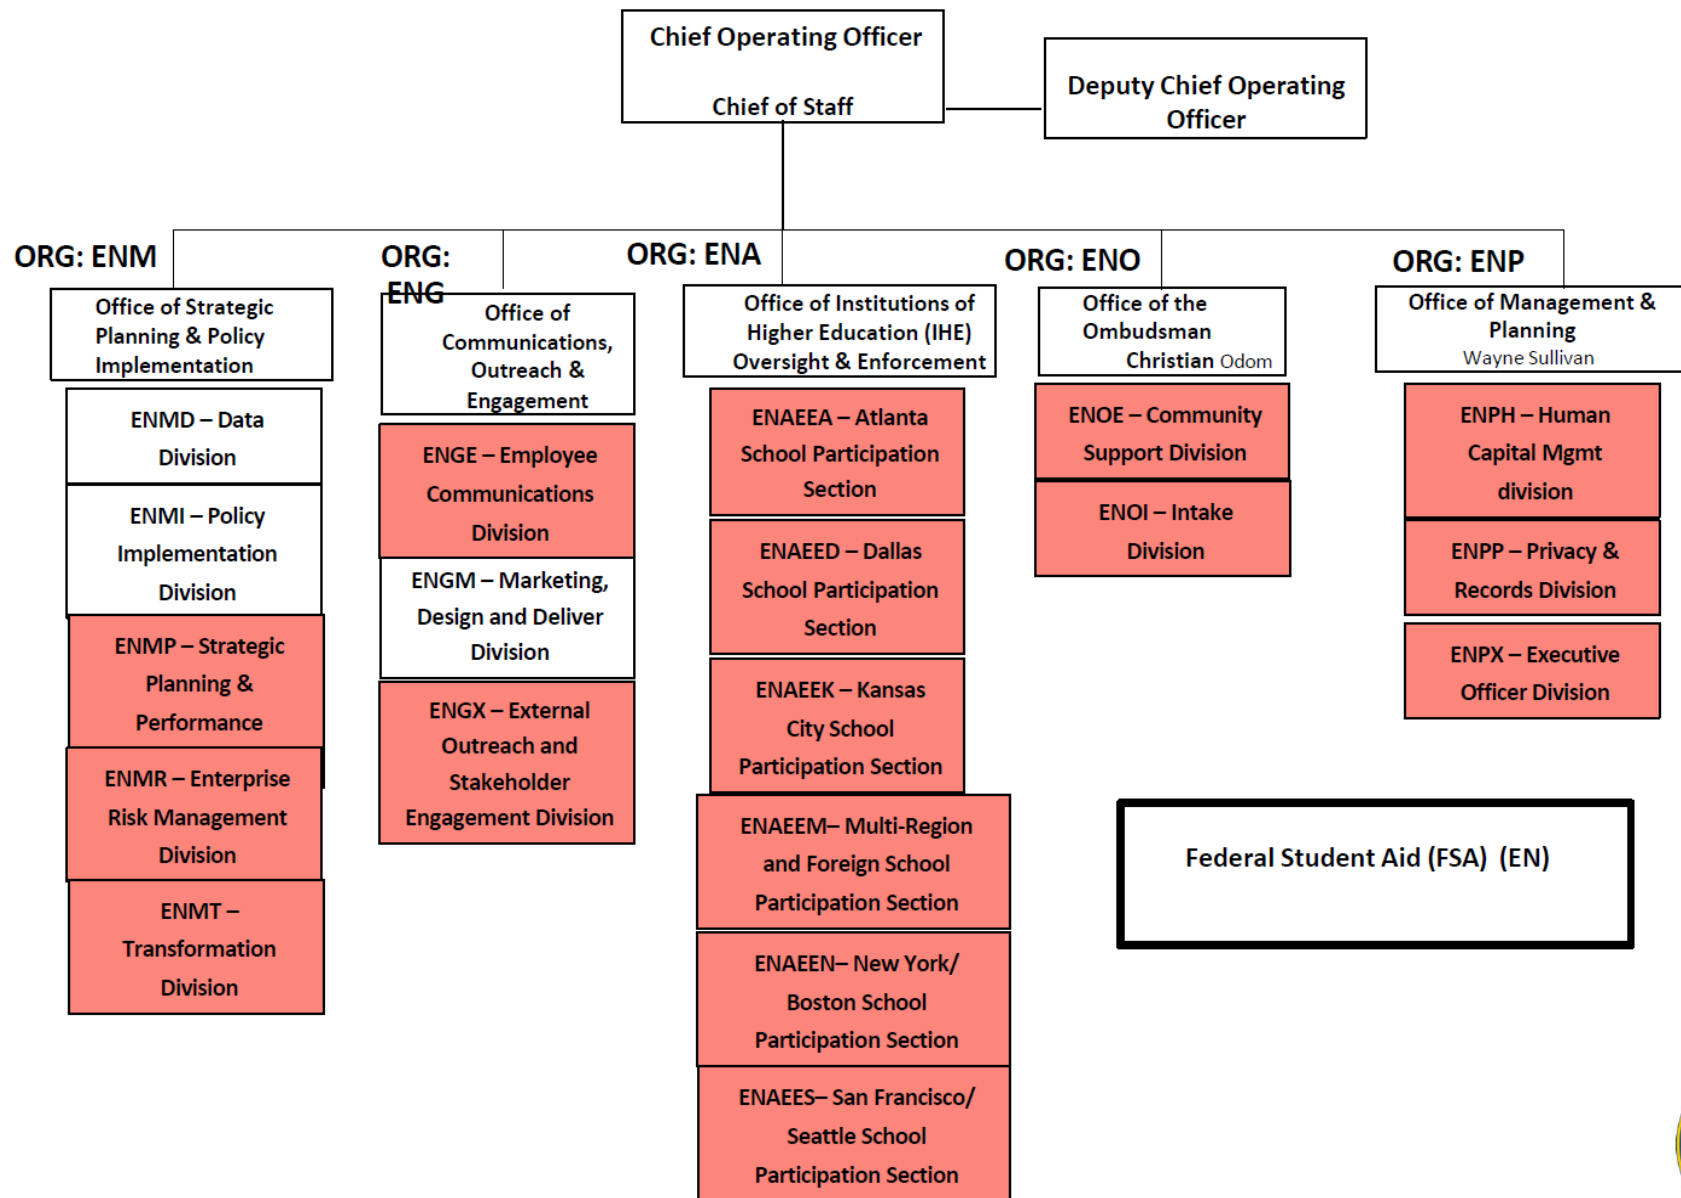 Chief Operating Officer
Chief of Staff
Deputy Chief Operating
Officer
ORG: ENM
Office of Strategic
Planning & Policy
Implementation
ENMD – Data
Division
ENMI – Policy
Implementation
Division
ENMP – Strategic
Planning &
Performance
ENMR – Enterprise
Risk Management
Division
ENMT –
Transformation
Division
ORG:
ENG
Office of
Communications,
Outreach &
Engagement
ENGE – Employee
Communications
Division
ENGM – Marketing,
Design and Deliver
Division
ENGX – External
Outreach and
Stakeholder
Engagement Division
ORG: ENA
Office of Institutions of
Higher Education (IHE)
Oversight & Enforcement
ENAEEA – Atlanta
School Participation
Section
ENAEED – Dallas
School Participation
Section
ENAEEK – Kansas
City School
Participation Section
ENAEEM– Multi-Region
and Foreign School
Participation Section
ENAEEN– New York/
Boston School
Participation Section
ENAEES– San Francisco/
Seattle School
Participation Section
ORG: ENO
Office of the
Ombudsman
Christian Odom
ENOE – Community
Support Division
ENOI – Intake
Division
ORG: ENP
Office of Management &
Planning
Wayne Sullivan
ENPH – Human
Capital Mgmt
division
ENPP – Privacy &
Records Division
ENPX – Executive
Officer Division
Federal Student Aid (FSA) (EN)